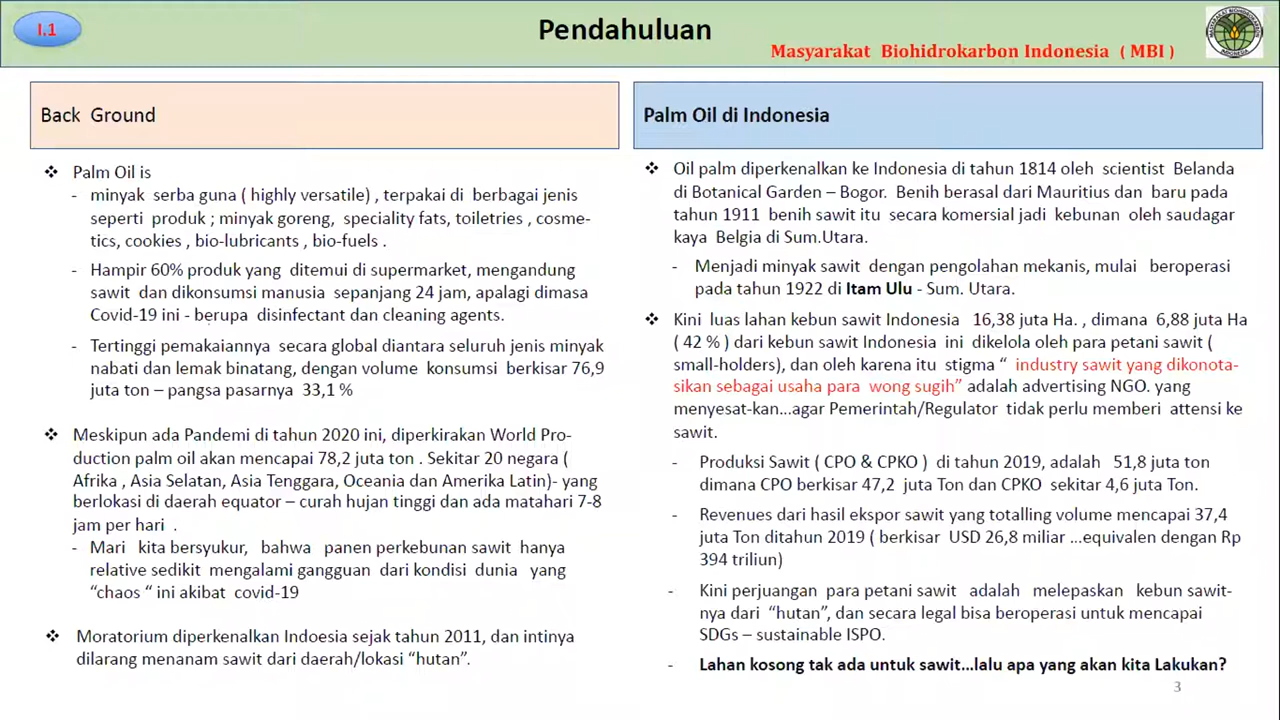 I.1
Pendahuluan
Masyarakat Biohidrokarbon Indonesia ( MBI )
Back Ground
❖ Palm Oil is
- minyak serba guna ( highly versatile) , terpakai di berbagai jenis
seperti produk ; minyak goreng, speciality fats, toiletries , cosme-
tics, cookies , bio-lubricants , bio-fuels .
- Hampir 60% produk yang ditemui di supermarket, mengandung
sawit dan dikonsumsi manusia sepanjang 24 jam, apalagi dimasa
Covid-19 ini - berupa disinfectant dan cleaning agents.
- Tertinggi pemakaiannya secara global diantara seluruh jenis minyak
nabati dan lemak binatang, dengan volume konsumsi berkisar 76,9
juta ton – pangsa pasarnya 33,1 %
❖ Meskipun ada Pandemi di tahun 2020 ini, diperkirakan World Pro-
duction palm oil akan mencapai 78,2 juta ton . Sekitar 20 negara (
Afrika , Asia Selatan, Asia Tenggara, Oceania dan Amerika Latin)- yang
berlokasi di daerah equator – curah hujan tinggi dan ada matahari 7-8
jam per hari .
- Mari kita bersyukur, bahwa panen perkebunan sawit hanya
relative sedikit mengalami gangguan dari kondisi dunia yang
“chaos “ ini akibat covid-19
❖ Moratorium diperkenalkan Indoesia sejak tahun 2011, dan intinya
dilarang menanam sawit dari daerah/lokasi “hutan”.
Palm Oil di Indonesia
❖ Oil palm diperkenalkan ke Indonesia di tahun 1814 oleh scientist Belanda
di Botanical Garden – Bogor. Benih berasal dari Mauritius dan baru pada
tahun 1911 benih sawit itu secara komersial jadi kebunan oleh saudagar
kaya Belgia di Sum.Utara.
- Menjadi minyak sawit dengan pengolahan mekanis, mulai beroperasi
pada tahun 1922 di Itam Ulu - Sum. Utara.
❖ Kini luas lahan kebun sawit Indonesia 16,38 juta Ha. , dimana 6,88 juta Ha
( 42 % ) dari kebun sawit Indonesia ini dikelola oleh para petani sawit (
small-holders), dan oleh karena itu stigma “ industry sawit yang dikonota-
sikan sebagai usaha para wong sugih” adalah advertising NGO. yang
menyesat-kan...agar Pemerintah/Regulator tidak perlu memberi attensi ke
sawit.
- Produksi Sawit ( CPO & CPKO ) di tahun 2019, adalah 51,8 juta ton
dimana CPO berkisar 47,2 juta Ton dan CPKO sekitar 4,6 juta Ton.
- Revenues dari hasil ekspor sawit yang totalling volume mencapai 37,4
juta Ton ditahun 2019 ( berkisar USD 26,8 miliar ...equivalen dengan Rp
394 triliun)
- Kini perjuangan para petani sawit adalah melepaskan kebun sawit-
nya dari “hutan”, dan secara legal bisa beroperasi untuk mencapai
SDGs – sustainable ISPO.
- Lahan kosong tak ada untuk sawit...lalu apa yang akan kita Lakukan?
3